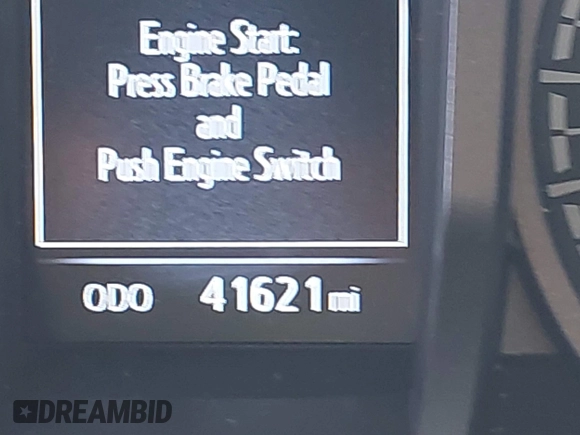 Engine Start:
Press Brake Pedal
and
Push Engine Switch
ODO 41621 mi
DREAMBID